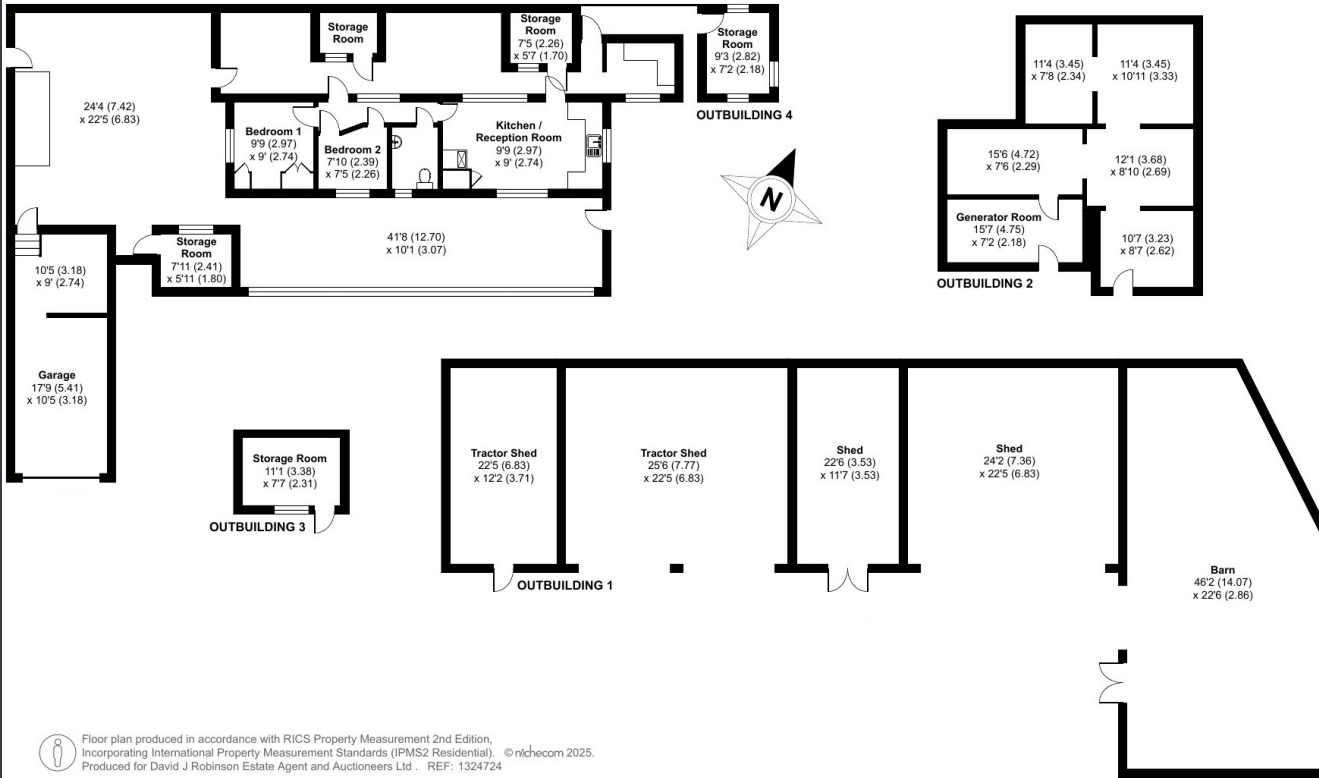 Storage
Room
Storage
Room
7'5 (2.26)
x 5'7 (1.70)
Storage
Room
9'3 (2.82)
x 7'2 (2.18)
OUTBUILDING 4
24'4 (7.42)
x 22'5 (6.83)
Bedroom 1
9'9 (2.97)
x 9' (2.74)
Bedroom 2
7'10 (2.39)
x 7'5 (2.26)
Kitchen /
Reception Room
9'9 (2.97)
x 9' (2.74)
N
11'4 (3.45)
x 7'8 (2.34)
11'4 (3.45)
x 10'11 (3.33)
15'6 (4.72)
x 7'6 (2.29)
12'1 (3.68)
x 8'10 (2.69)
Generator Room
15'7 (4.75)
x 7'2 (2.18)
10'7 (3.23)
x 8'7 (2.62)
OUTBUILDING 2
41'8 (12.70)
x 10'1 (3.07)
Storage
Room
7'11 (2.41)
x 5'11 (1.80)
10'5 (3.18)
x 9' (2.74)
Garage
17'9 (5.41)
x 10'5 (3.18)
Storage Room
11'1 (3.38)
x 7'7 (2.31)
OUTBUILDING 3
Tractor Shed
22'5 (6.83)
x 12'2 (3.71)
Tractor Shed
25'6 (7.77)
x 22'5 (6.83)
Shed
22'6 (3.53)
x 11'7 (3.53)
Shed
24'2 (7.36)
x 22'5 (6.83)
OUTBUILDING 1
Barn
46'2 (14.07)
x 22'6 (2.86)
Floor plan produced in accordance with RICS Property Measurement 2nd Edition,
Incorporating International Property Measurement Standards (IPMS2 Residential). © nichecom 2025.
Produced for David J Robinson Estate Agent and Auctioneers Ltd . REF: 1324724